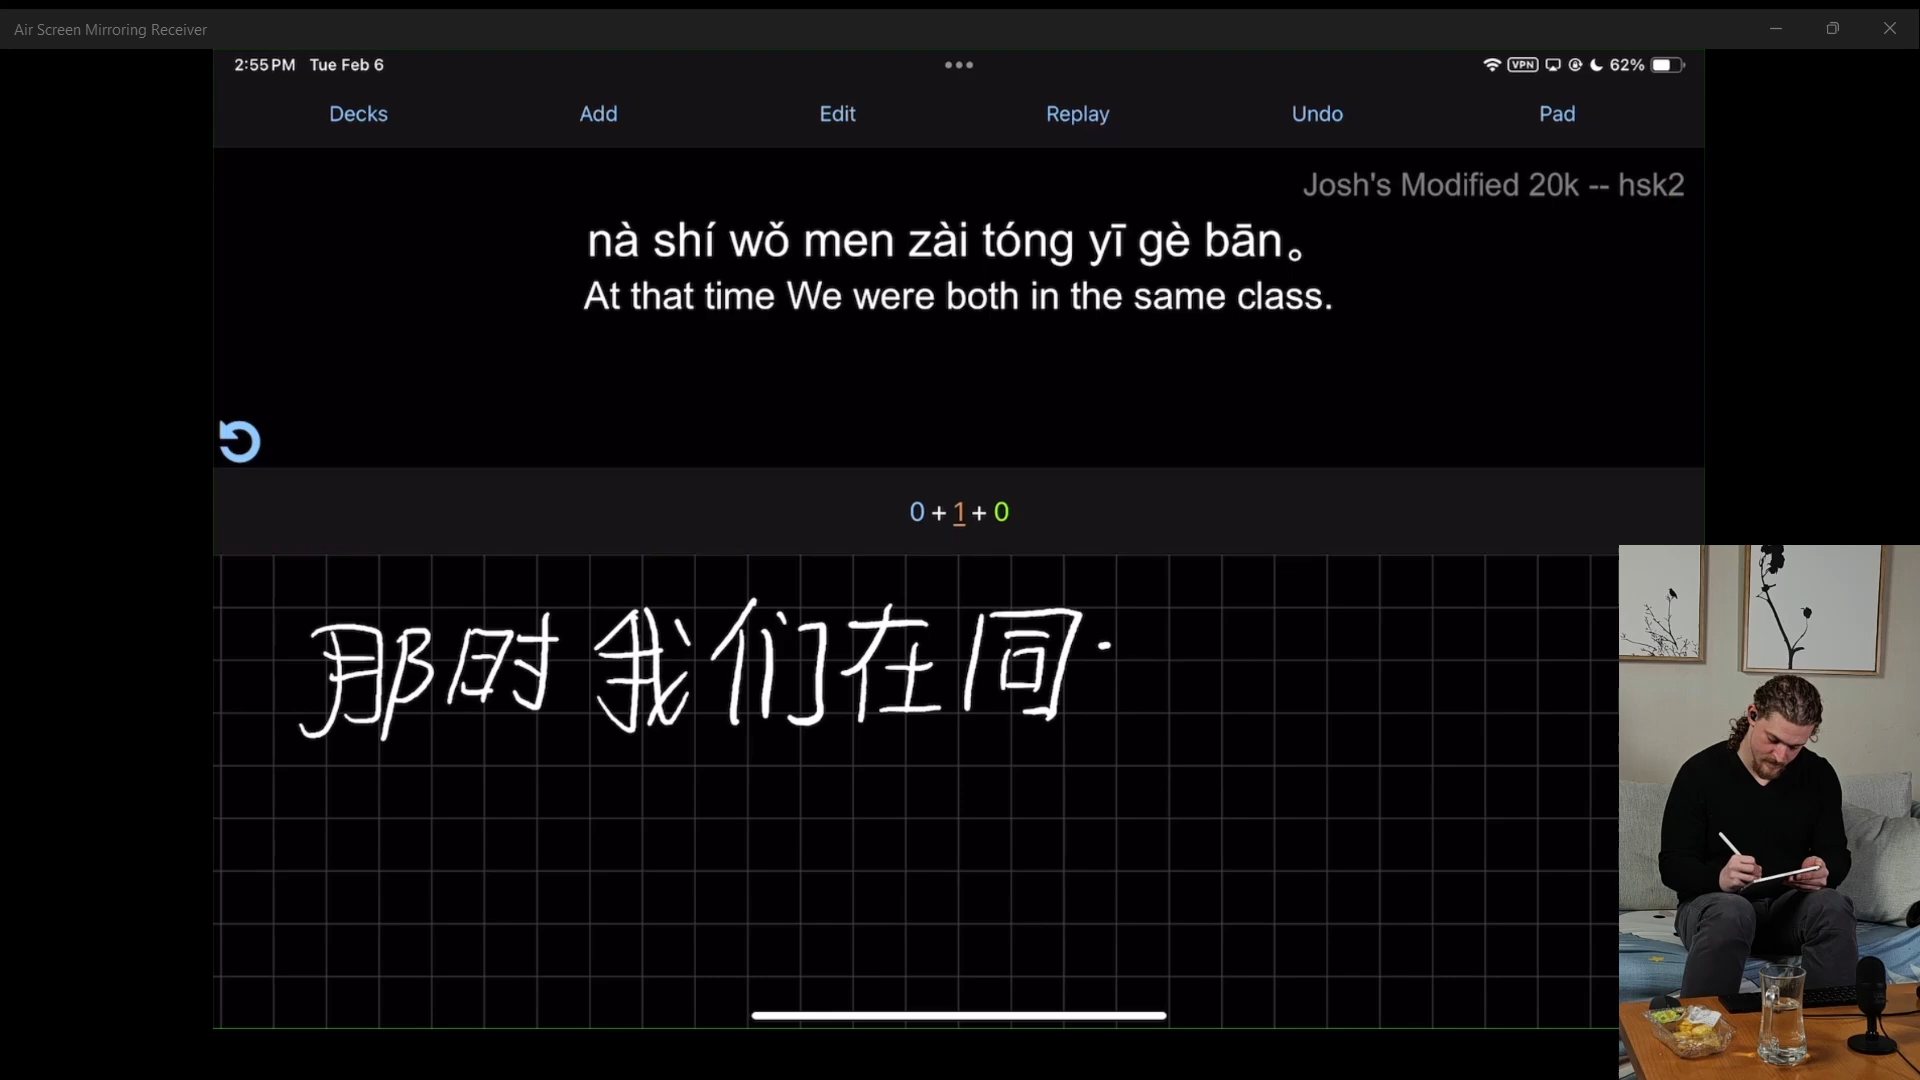 Air Screen Mirroring Receiver
2:55 PM Tue Feb 6
VPN 62%
Decks Add Edit Replay Undo Pad
Josh's Modified 20k -- hsk2
nà shí wǒ men zài tóng yī gè bān。
At that time We were both in the same class.
0 + 1 + 0
那时我们在同